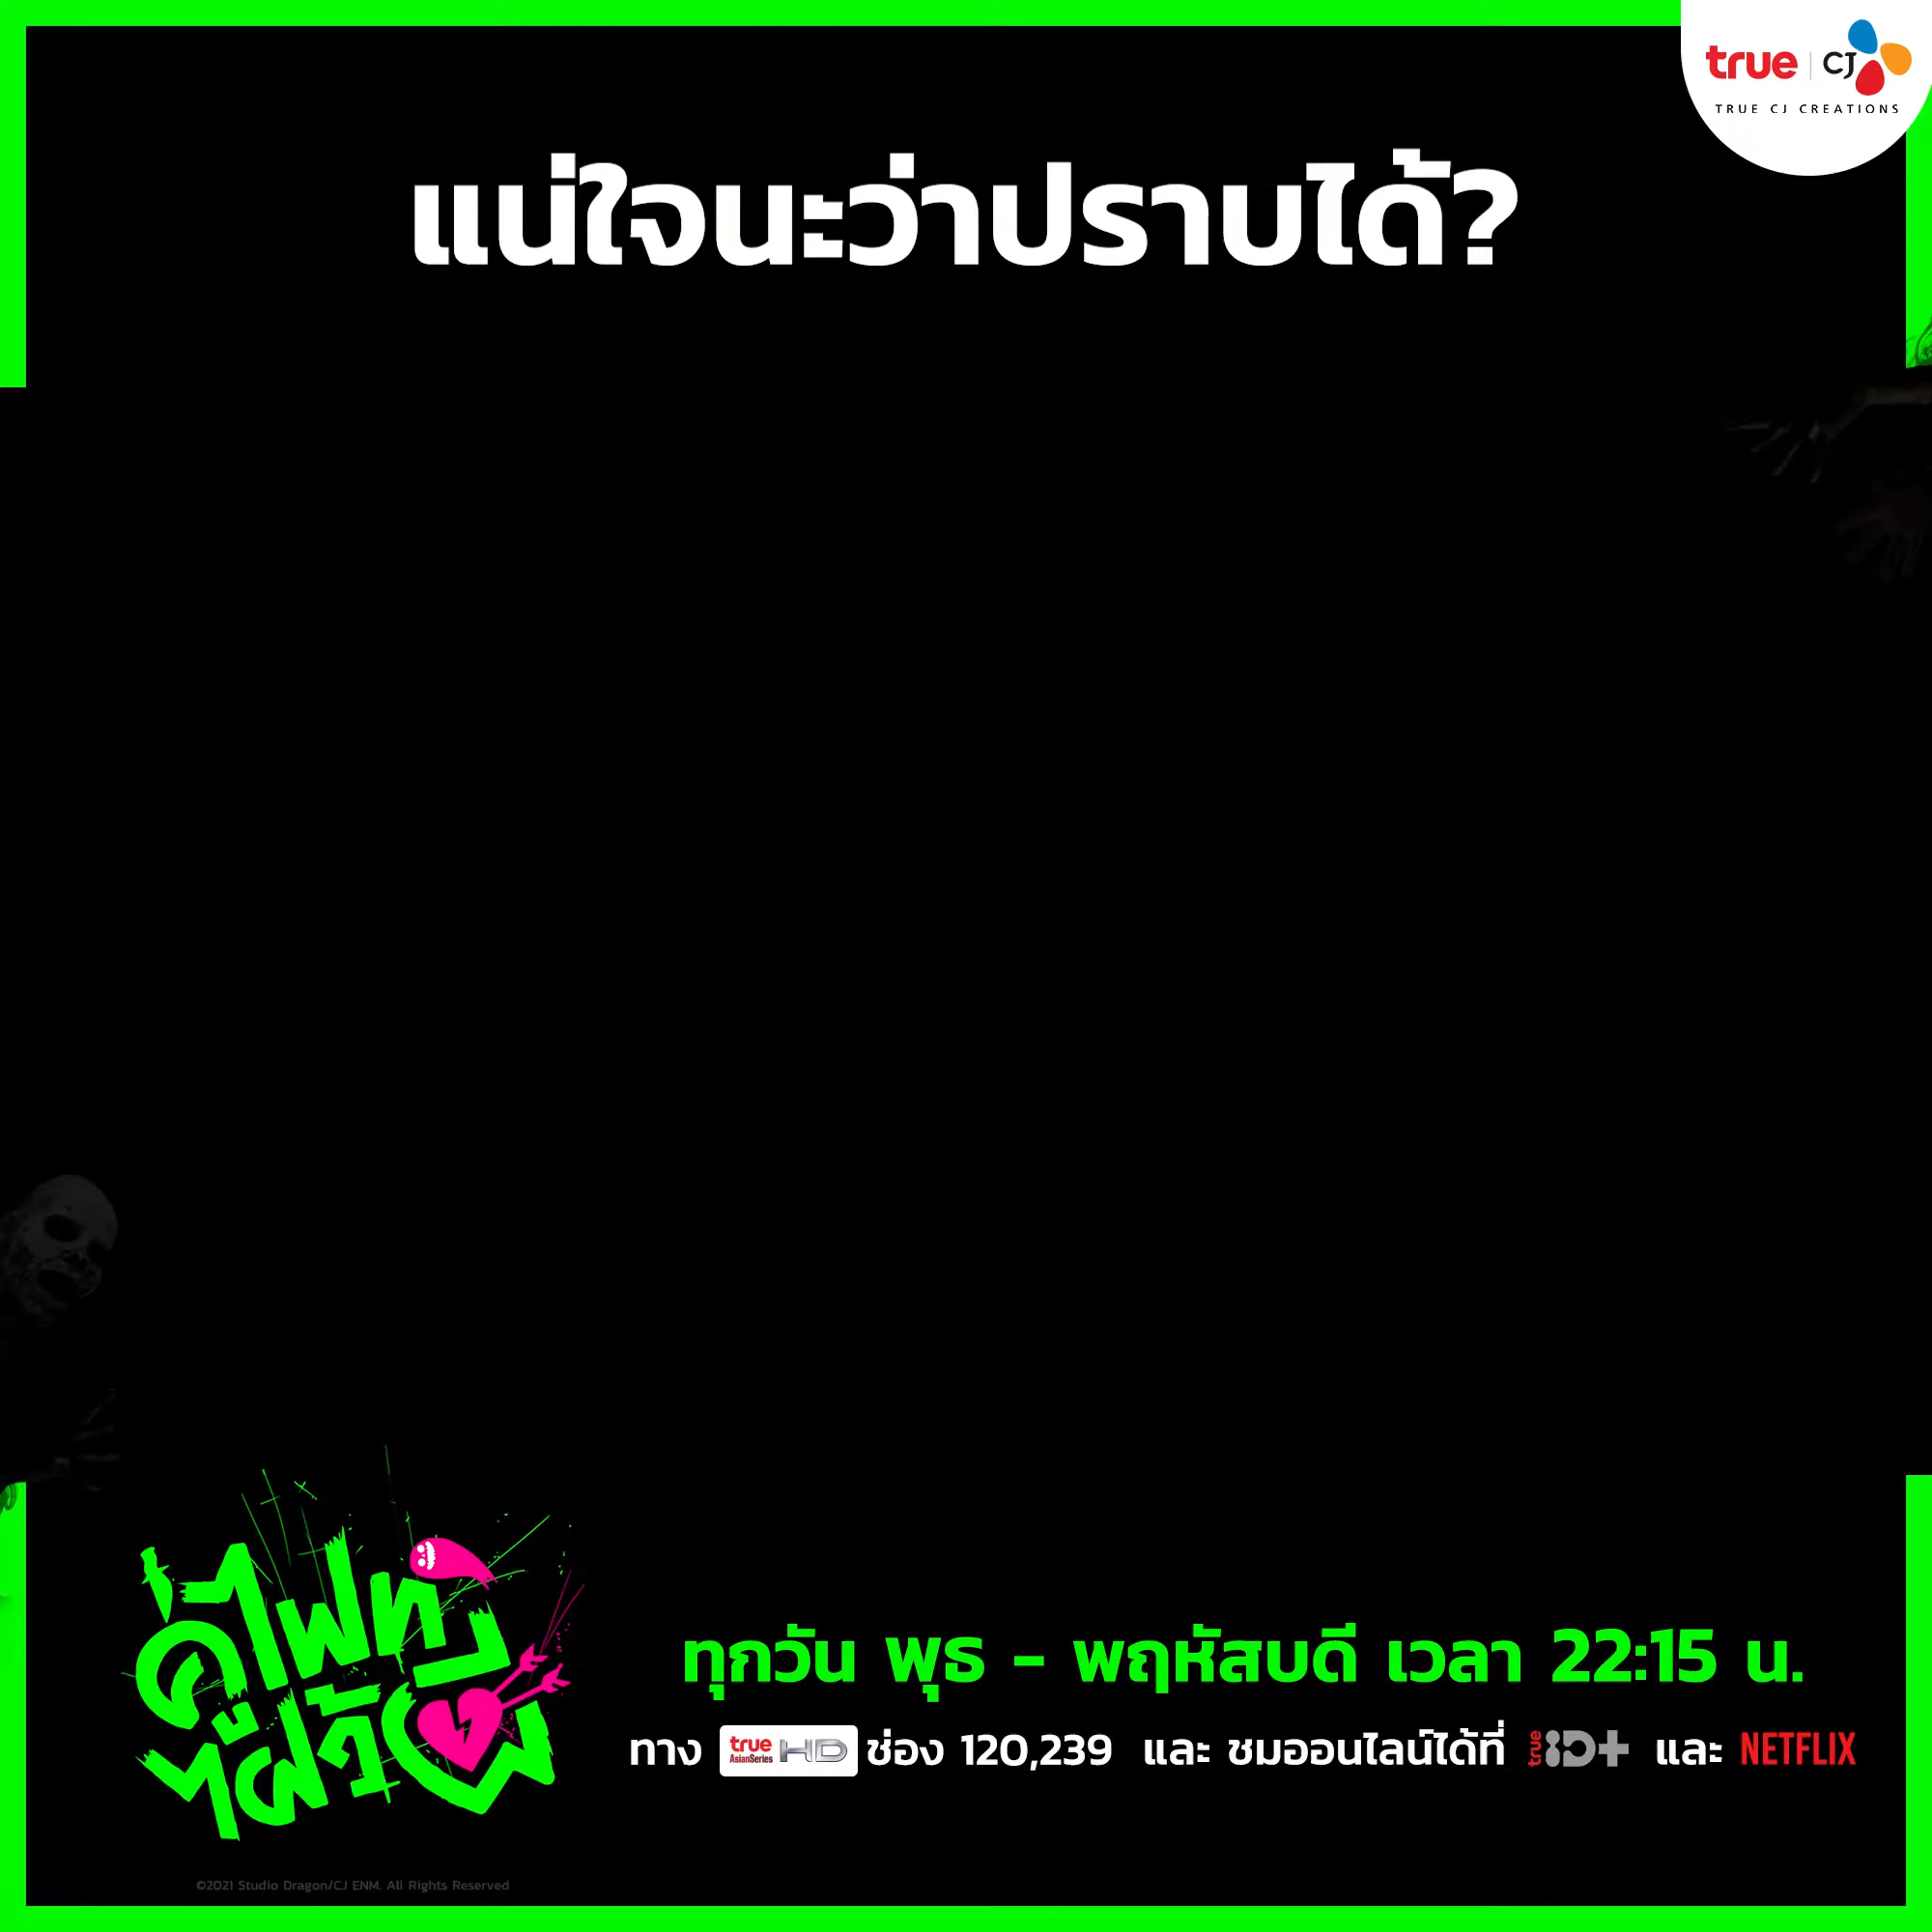 true CJ
TRUE CJ CREATIONS
แน่ใจนะว่าปราบได้?
คู่ไฟท์
ไฝว้ผี
ทุกวัน พุธ - พฤหัสบดี เวลา 22:15 น.
ทาง true AsianSeries HD ช่อง 120,239 และ ชมออนไลน์ได้ที่ true ID+ และ NETFLIX
©2021 Studio Dragon/CJ ENM. All Rights Reserved